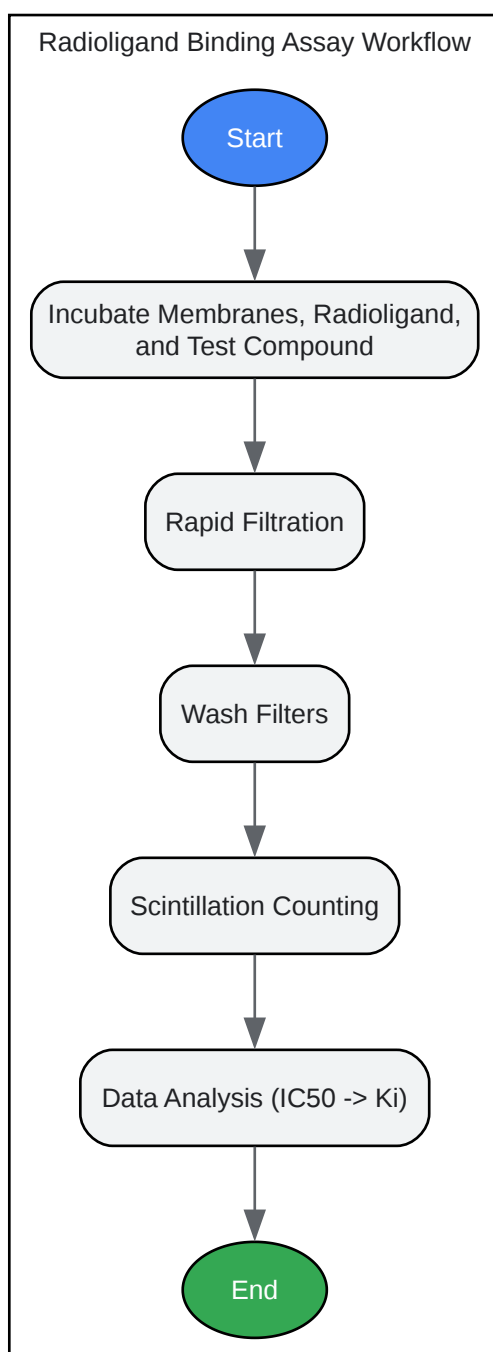 Radioligand Binding Assay Workflow
Start
Incubate Membranes, Radioligand,
and Test Compound
Rapid Filtration
Wash Filters
Scintillation Counting
Data Analysis (IC50 -> Ki)
End